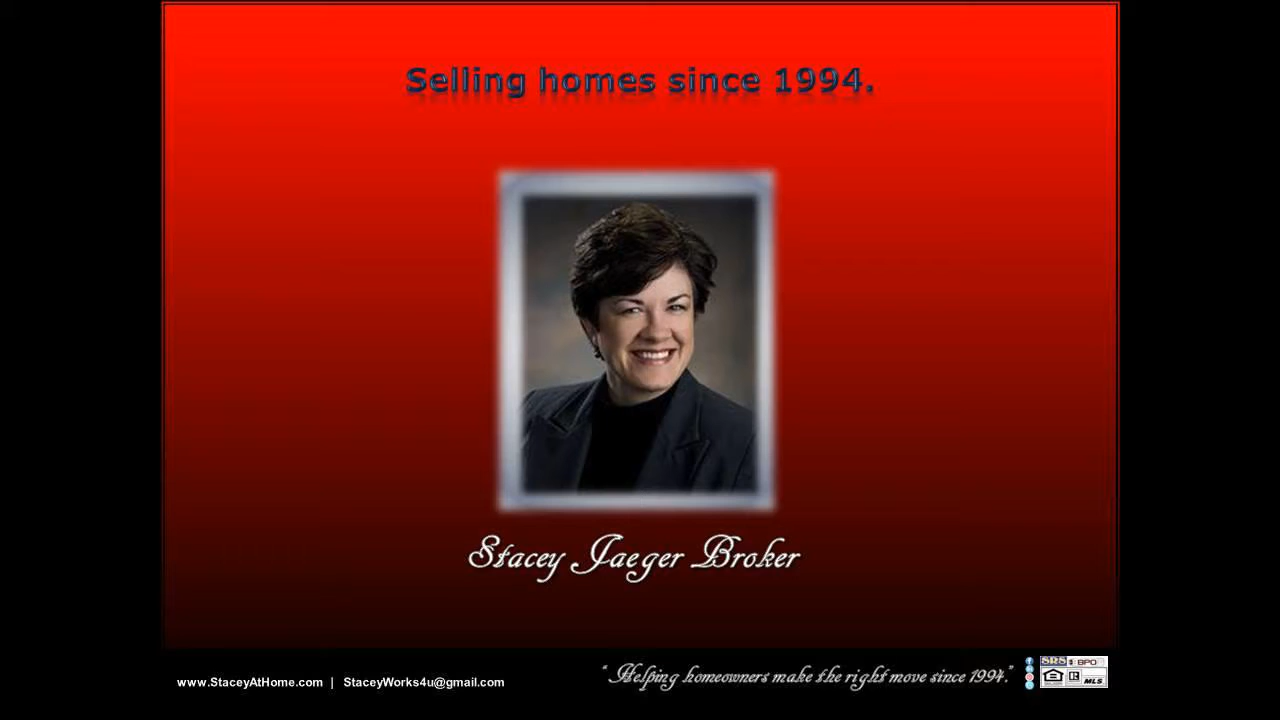 Selling homes since 1994.
Stacey Jaeger Broker
www.StaceyAtHome.com | StaceyWorks4u@gmail.com
“Helping homeowners make the right move since 1994.”
SRS BPO
R MLS